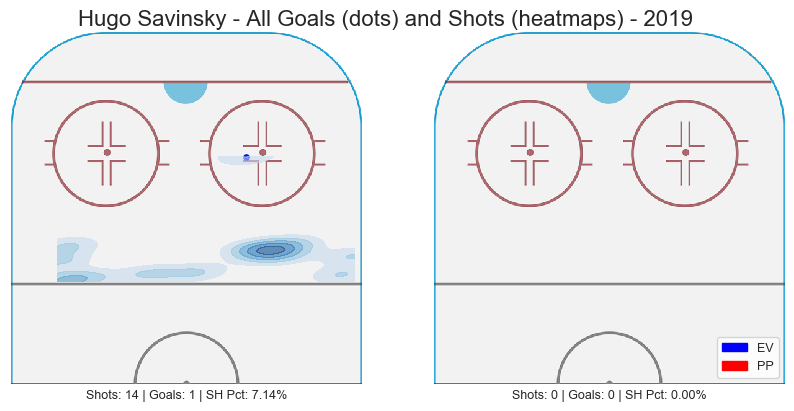 Hugo Savinsky - All Goals (dots) and Shots (heatmaps) - 2019
EV
PP
Shots: 14 | Goals: 1 | SH Pct: 7.14%
Shots: 0 | Goals: 0 | SH Pct: 0.00%